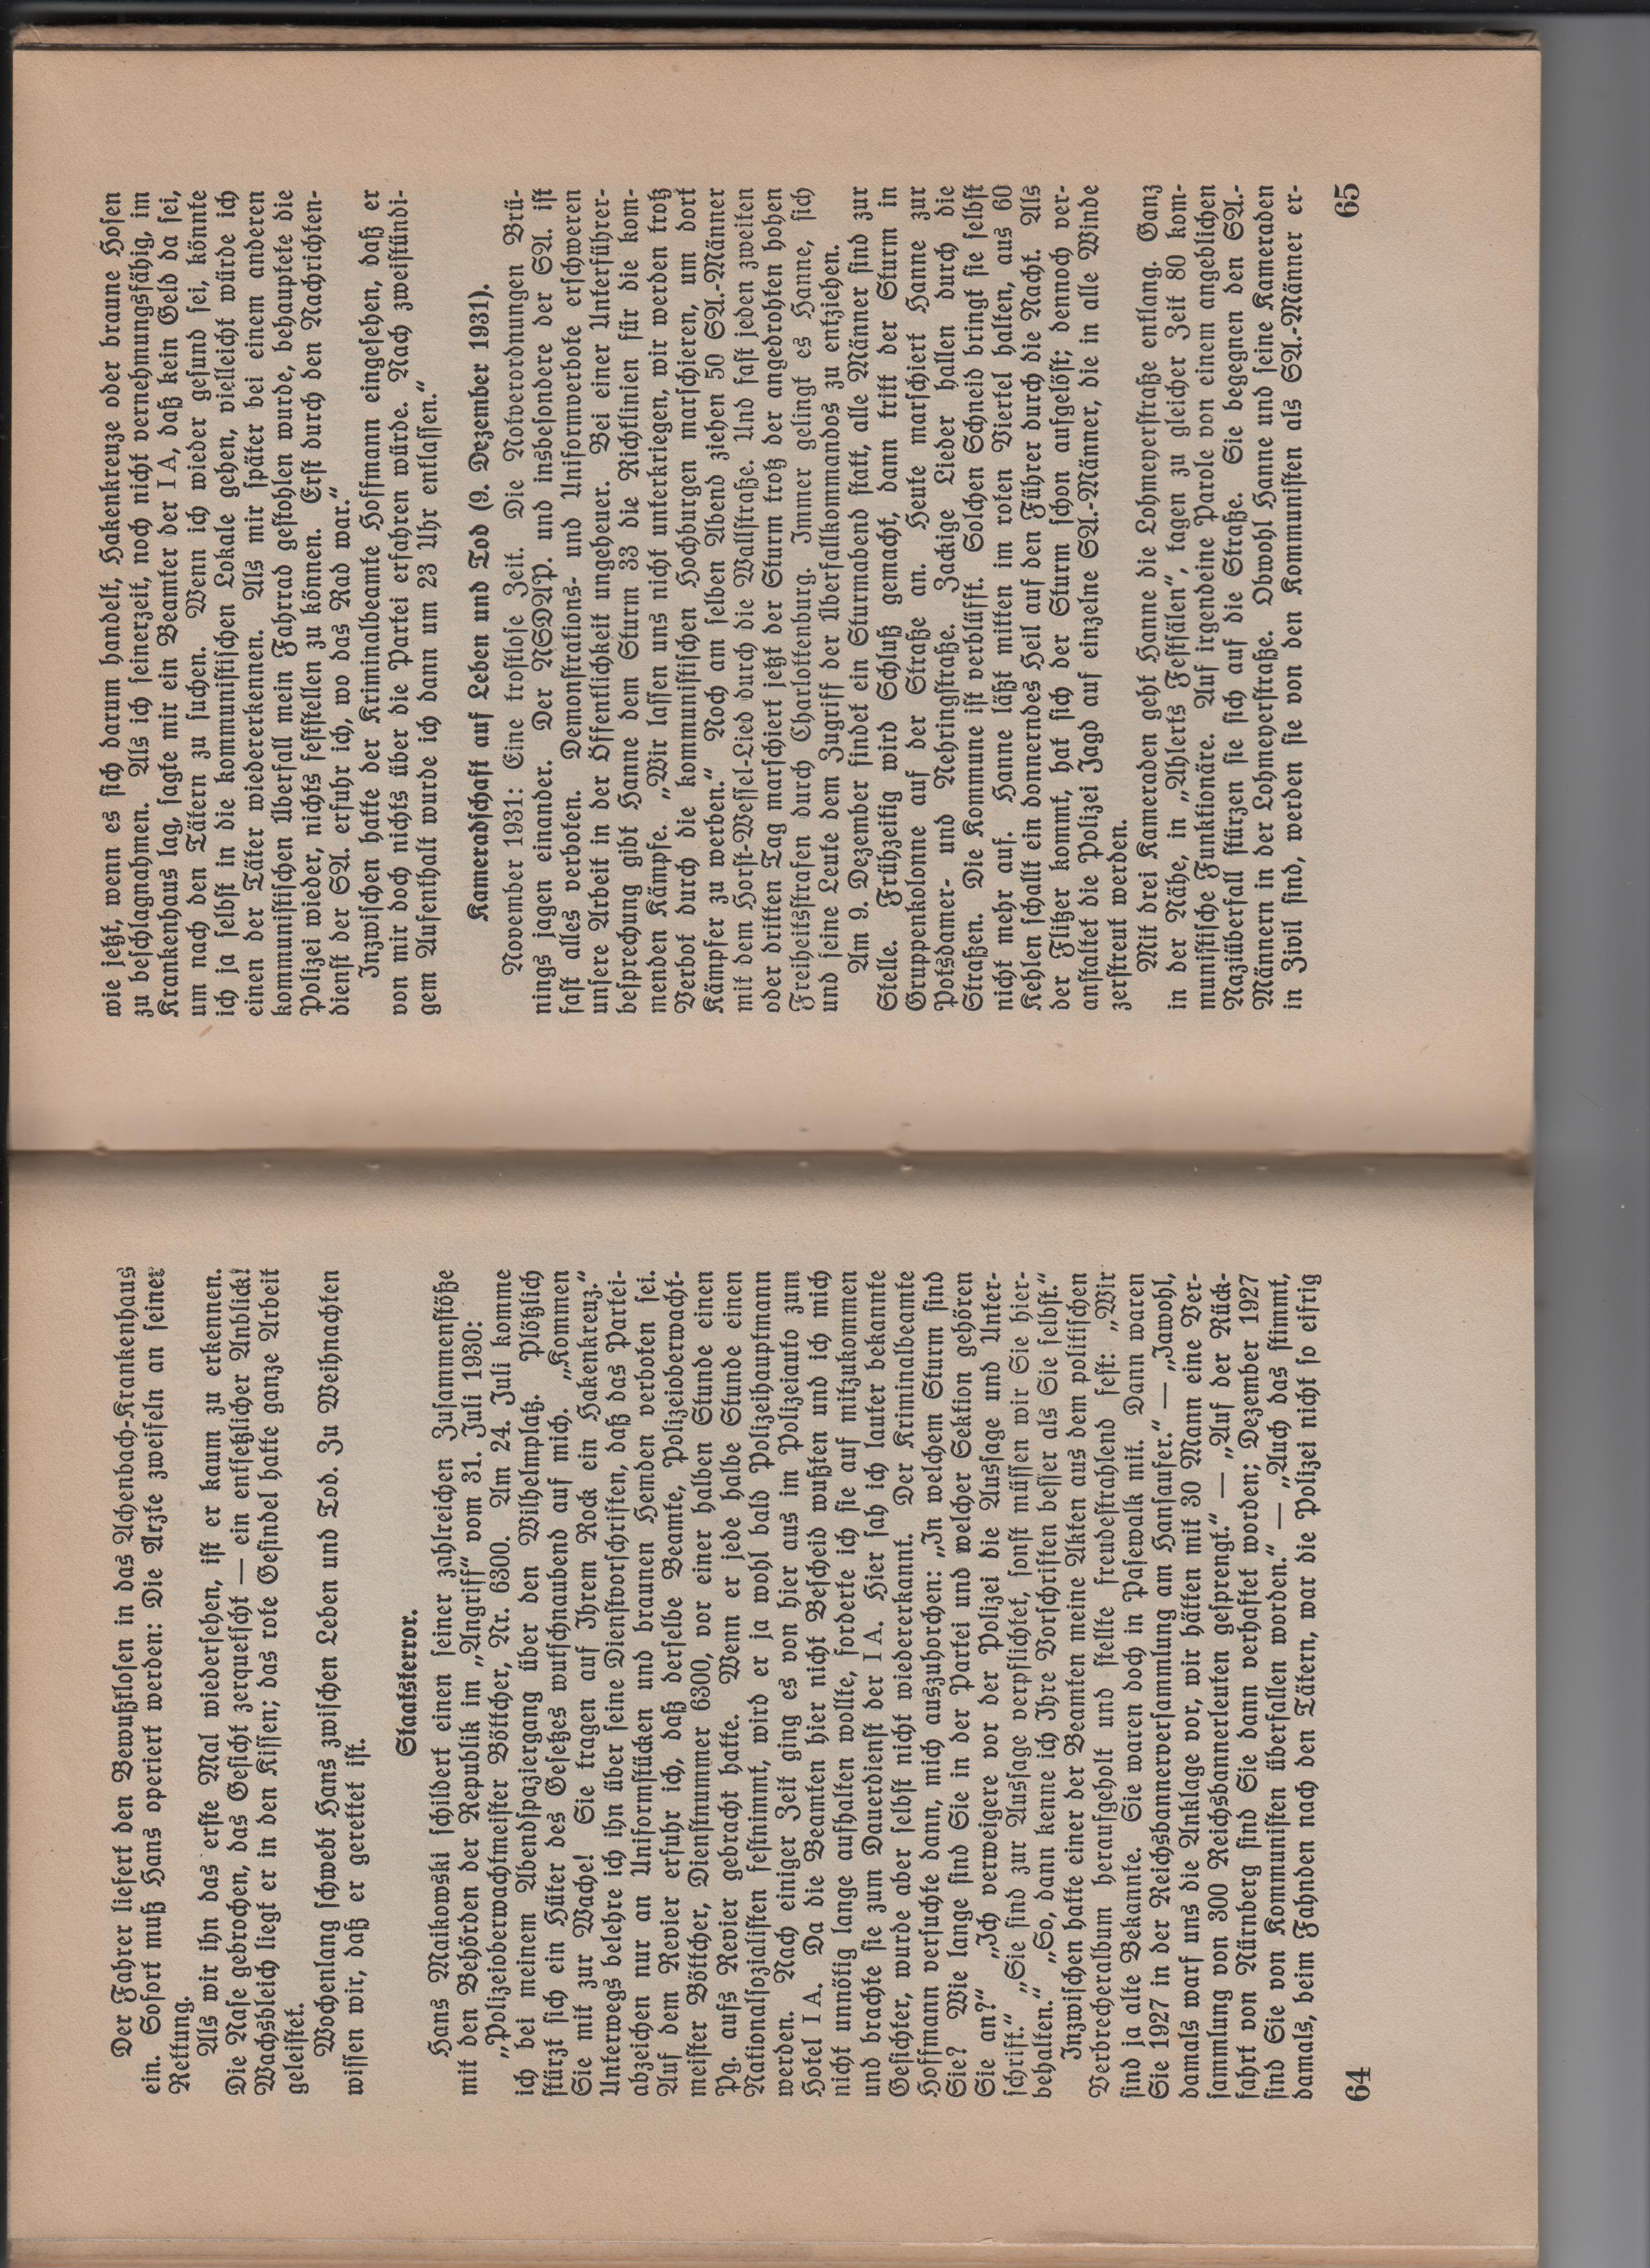 Der Fahrer liefert den Bewußtlosen in das Achenbach-Krankenhaus
ein. Sofort muß Hans operiert werden: Die Ärzte zweifeln an seiner
Rettung.
Als wir ihn das erste Mal wiedersehen, ist er kaum zu erkennen.
Die Nase gebrochen, das Gesicht zerquetscht — ein entsetzlicher Anblick!
Wachsbleich liegt er in den Kissen; das rote Gesindel hatte ganze Arbeit
geleistet.
Wochenlang schwebt Hans zwischen Leben und Tod. Zu Weihnachten
wissen wir, daß er gerettet ist.
Staatsterror.
Hans Maikowski schildert einen seiner zahlreichen Zusammenstöße
mit den Behörden der Republik im „Angriff“ vom 31. Juli 1930:
„Polizeioberwachtmeister Böttcher, Nr. 6300. Am 24. Juli komme
ich bei meinem Abendspaziergang über den Wilhelmplatz. Plötzlich
stürzt sich ein Hüter des Gesetzes wutschnaubend auf mich. „Kommen
Sie mit zur Wache! Sie tragen auf Ihrem Rock ein Hakenkreuz.“
Unterwegs belehre ich ihn über seine Dienstvorschriften, daß das Partei-
abzeichen nur an Uniformstücken und braunen Hemden verboten sei.
Auf dem Revier erfuhr ich, daß derselbe Beamte, Polizeioberwacht-
meister Böttcher, Dienstnummer 6300, vor einer halben Stunde einen
Pg. aufs Revier gebracht hatte. Wenn er jede halbe Stunde einen
Nationalsozialisten festnimmt, wird er ja wohl bald Polizeihauptmann
werden. Nach einiger Zeit ging es von hier aus im Polizeiauto zum
Hotel I A. Da die Beamten hier nicht Bescheid wußten und ich mich
nicht unnötig lange aufhalten wollte, forderte ich sie auf mitzukommen
und brachte sie zum Dauerdienst der I A. Hier sah ich lauter bekannte
Gesichter, wurde aber selbst nicht wiedererkannt. Der Kriminalbeamte
Hoffmann versuchte dann, mich auszuhorchen: „In welchem Sturm sind
Sie? Wie lange sind Sie in der Partei und welcher Sektion gehören
Sie an?“ „Ich verweigere vor der Polizei die Aussage und Unter-
schrift.“ „Sie sind zur Aussage verpflichtet, sonst müssen wir Sie hier-
behalten.“ „So, dann kenne ich Ihre Vorschriften besser als Sie selbst.“
Inzwischen hatte einer der Beamten meine Akten aus dem politischen
Verbrecheralbum heraufgeholt und stellte freudestrahlend fest: „Wir
sind ja alte Bekannte. Sie waren doch in Pasewalk mit. Dann waren
Sie 1927 in der Reichsbannerversammlung am Hansaufer.“ — „Jawohl,
damals warf uns die Anklage vor, wir hätten mit 30 Mann eine Ver-
sammlung von 300 Reichsbannerleuten gesprengt.“ — „Auf der Rück-
fahrt von Nürnberg sind Sie dann verhaftet worden; Dezember 1927
sind Sie von Kommunisten überfallen worden.“ — „Auch das stimmt,
damals, beim Fahnden nach den Tätern, war die Polizei nicht so eifrig
64
wie jetzt, wenn es sich darum handelt, Hakenkreuze oder braune Hosen
zu beschlagnahmen. Als ich seinerzeit, noch nicht vernehmungsfähig, im
Krankenhaus lag, sagte mir ein Beamter der I A, daß kein Geld da sei,
um nach den Tätern zu suchen. Wenn ich wieder gesund sei, könnte
ich ja selbst in die kommunistischen Lokale gehen, vielleicht würde ich
einen der Täter wiedererkennen. Als mir später bei einem anderen
kommunistischen Überfall mein Fahrrad gestohlen wurde, behauptete die
Polizei wieder, nichts feststellen zu können. Erst durch den Nachrichten-
dienst der SA. erfuhr ich, wo das Rad war.“
Inzwischen hatte der Kriminalbeamte Hoffmann eingesehen, daß er
von mir doch nichts über die Partei erfahren würde. Nach zweistündi-
gem Aufenthalt wurde ich dann um 23 Uhr entlassen.“
Kameradschaft auf Leben und Tod (9. Dezember 1931).
November 1931: Eine trostlose Zeit. Die Notverordnungen Brü-
nings jagen einander. Der NSDAP. und insbesondere der SA. ist
fast alles verboten. Demonstrations- und Uniformverbote erschweren
unsere Arbeit in der Öffentlichkeit ungeheuer. Bei einer Unterführer-
besprechung gibt Hanne dem Sturm 33 die Richtlinien für die kom-
menden Kämpfe. „Wir lassen uns nicht unterkriegen, wir werden trotz
Verbot durch die kommunistischen Hochburgen marschieren, um dort
Kämpfer zu werben.“ Noch am selben Abend ziehen 50 SA.-Männer
mit dem Horst-Wessel-Lied durch die Wallstraße. Und fast jeden zweiten
oder dritten Tag marschiert jetzt der Sturm trotz der angedrohten hohen
Freiheitsstrafen durch Charlottenburg. Immer gelingt es Hanne, sich
und seine Leute dem Zugriff der Überfallkommandos zu entziehen.
Am 9. Dezember findet ein Sturmabend statt, alle Männer sind zur
Stelle. Frühzeitig wird Schluß gemacht, dann tritt der Sturm in
Gruppenkolonne auf der Straße an. Heute marschiert Hanne zur
Potsdamer- und Nehringstraße. Zackige Lieder hallen durch die
Straßen. Die Kommune ist verblüfft. Solchen Schneid bringt sie selbst
nicht mehr auf. Hanne läßt mitten im roten Viertel halten, aus 60
Kehlen schallt ein donnerndes Heil auf den Führer durch die Nacht. Als
der Flitzer kommt, hat sich der Sturm schon aufgelöst; dennoch ver-
anstaltet die Polizei Jagd auf einzelne SA.-Männer, die in alle Winde
zerstreut werden.
Mit drei Kameraden geht Hanne die Lohmeyerstraße entlang. Ganz
in der Nähe, in „Ahlerts Festsälen“, tagen zu gleicher Zeit 80 kom-
munistische Funktionäre. Auf irgendeine Parole von einem angeblichen
Naziüberfall stürzen sie sich auf die Straße. Sie begegnen den SA.-
Männern in der Lohmeyerstraße. Obwohl Hanne und seine Kameraden
in Zivil sind, werden sie von den Kommunisten als SA.-Männer er-
65